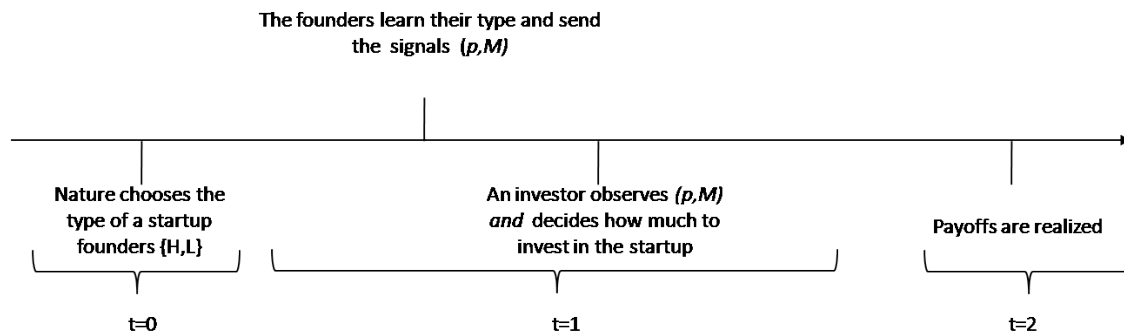 The founders learn their type and send
the signals (p,M)
Nature chooses the
type of a startup
founders {H,L}
An investor observes (p,M)
and decides how much to
invest in the startup
Payoffs are realized
t=0
t=1
t=2